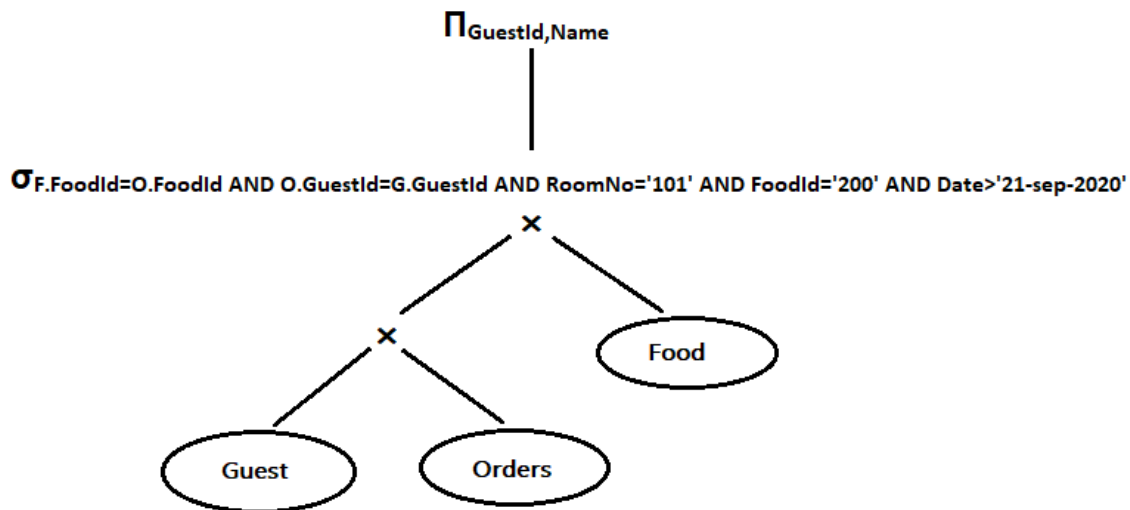 ΠGuestId,Name
σF.FoodId=O.FoodId AND O.GuestId=G.GuestId AND RoomNo='101' AND FoodId='200' AND Date>'21-sep-2020'
×
×
Food
Guest
Orders